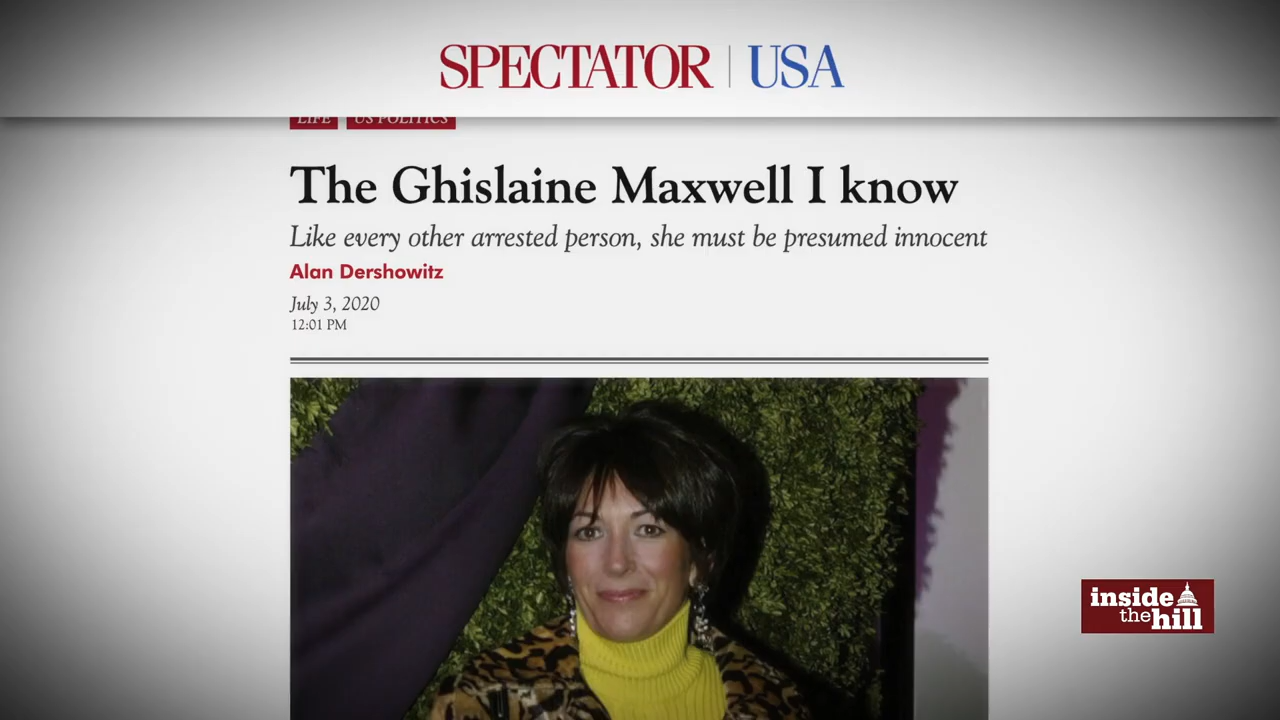 SPECTATOR | USA
LIFE US POLITICS
The Ghislaine Maxwell I know
Like every other arrested person, she must be presumed innocent
Alan Dershowitz
July 3, 2020
12:01 PM
inside
the hill